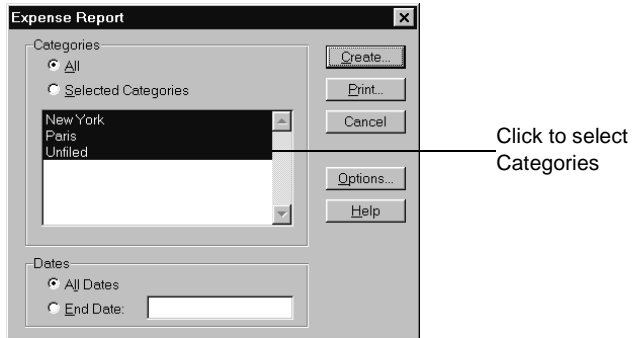 Expense Report
Categories
All
Selected Categories
New York
Paris
Unfiled
Dates
All Dates
End Date:
Create...
Print...
Cancel
Options...
Help
Click to select
Categories